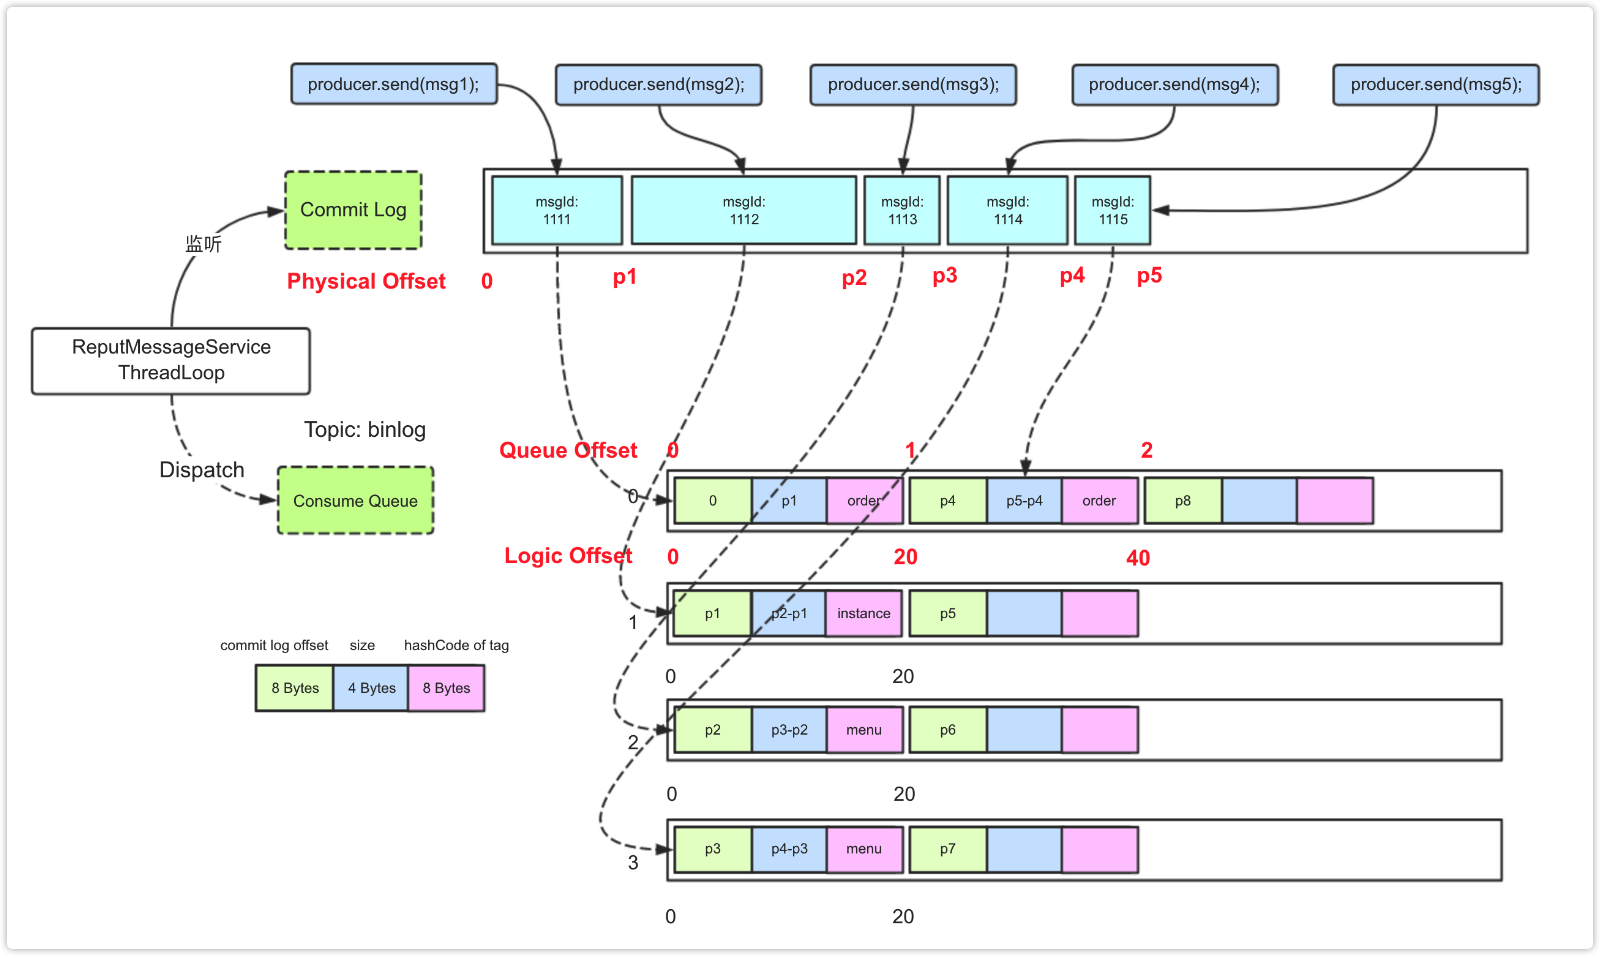 producer.send(msg1);
producer.send(msg2);
producer.send(msg3);
producer.send(msg4);
producer.send(msg5);
Commit Log
msgId:
1111
msgId:
1112
msgId:
1113
msgId:
1114
msgId:
1115
监听
Physical Offset
0
p1
p2
p3
p4
p5
ReputMessageService
ThreadLoop
Topic: binlog
Dispatch
Consume Queue
Queue Offset
0
1
2
0
0
p1
order
p4
p5-p4
order
p8
Logic Offset
0
20
40
1
p1
p2-p1
instance
p5
0
20
commit log offset
size
hashCode of tag
8 Bytes
4 Bytes
8 Bytes
2
p2
p3-p2
menu
p6
0
20
3
p3
p4-p3
menu
p7
0
20